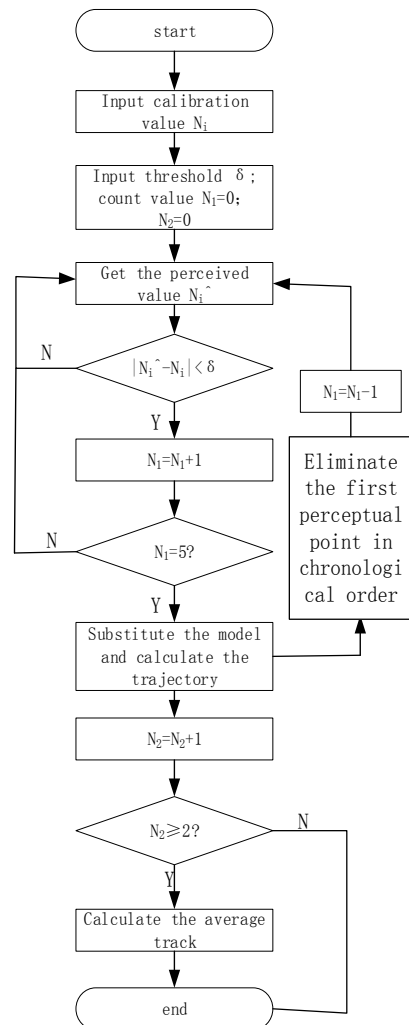 start
Input calibration
value Nᵢ
Input threshold δ;
count value N₁=0;
N₂=0
Get the perceived
value Nᵢ^
N
|Nᵢ^-Nᵢ|<δ
N₁=N₁-1
Y
N₁=N₁+1
Eliminate
the first
perceptual
point in
chronologi
cal order
N
N₁=5?
Y
Substitute the model
and calculate the
trajectory
N₂=N₂+1
N₂≥2?
N
Y
Calculate the average
track
end